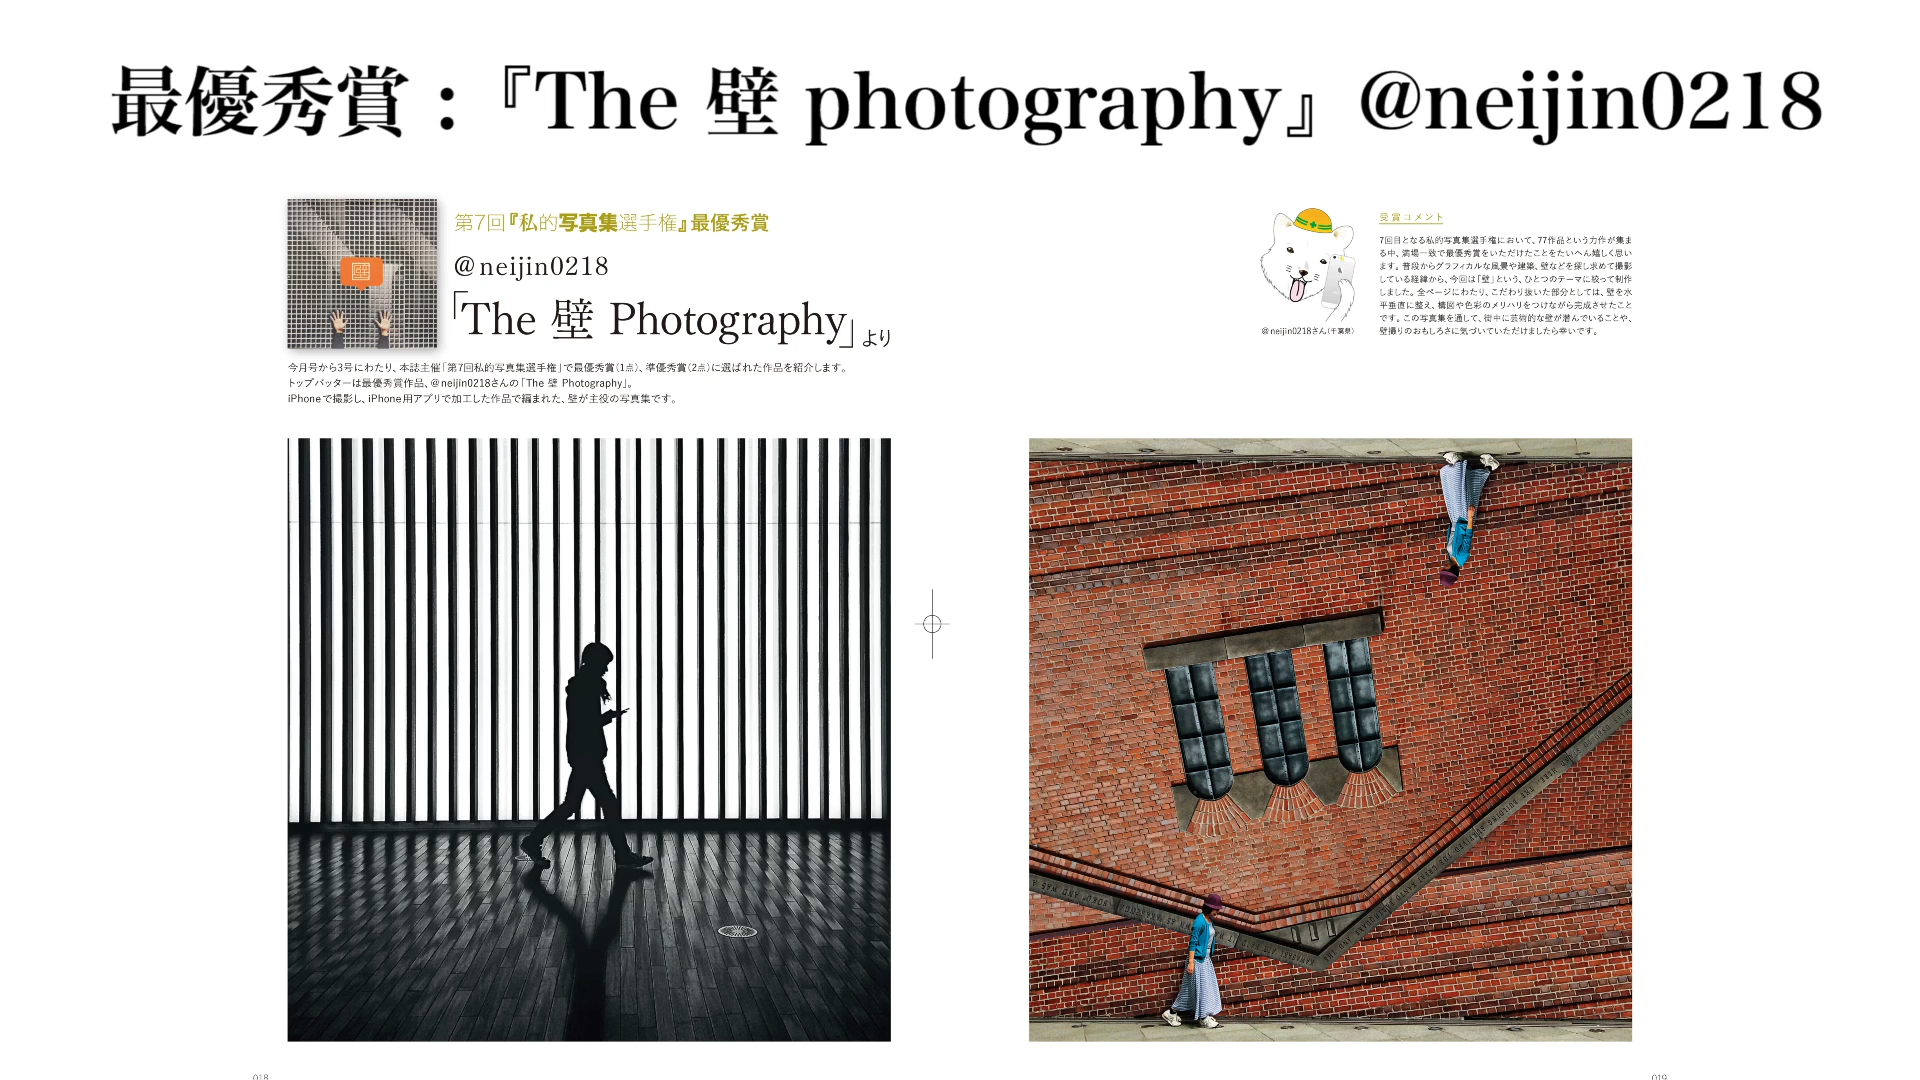 最優秀賞：『The 壁 photography』@neijin0218
第7回『私的写真集選手権』最優秀賞
@neijin0218
「The 壁 Photography」より
今月号から3号にわたり、本誌主催「第7回私的写真集選手権」で最優秀賞（1点）、準優秀賞（2点）に選ばれた作品を紹介します。
トップバッターは最優秀賞作品、@neijin0218さんの「The 壁 Photography」。
iPhoneで撮影し、iPhone用アプリで加工した作品で編まれた、壁が主役の写真集です。
受賞コメント
7回目となる私的写真集選手権において、77作品という力作が集ま
る中、満場一致で最優秀賞をいただけたことをたいへん嬉しく思い
ます。普段からグラフィカルな風景や建築、壁などを探し求めて撮影
している経緯から、今回は「壁」という、ひとつのテーマに絞って制作
しました。全ページにわたり、こだわり抜いた部分としては、壁を水
平垂直に整え、構図や色彩のメリハリをつけながら完成させたこと
です。この写真集を通して、街中に芸術的な壁が潜んでいることや、
壁撮りのおもしろさに気づいていただけましたら幸いです。
@neijin0218さん（千葉県）
018
019